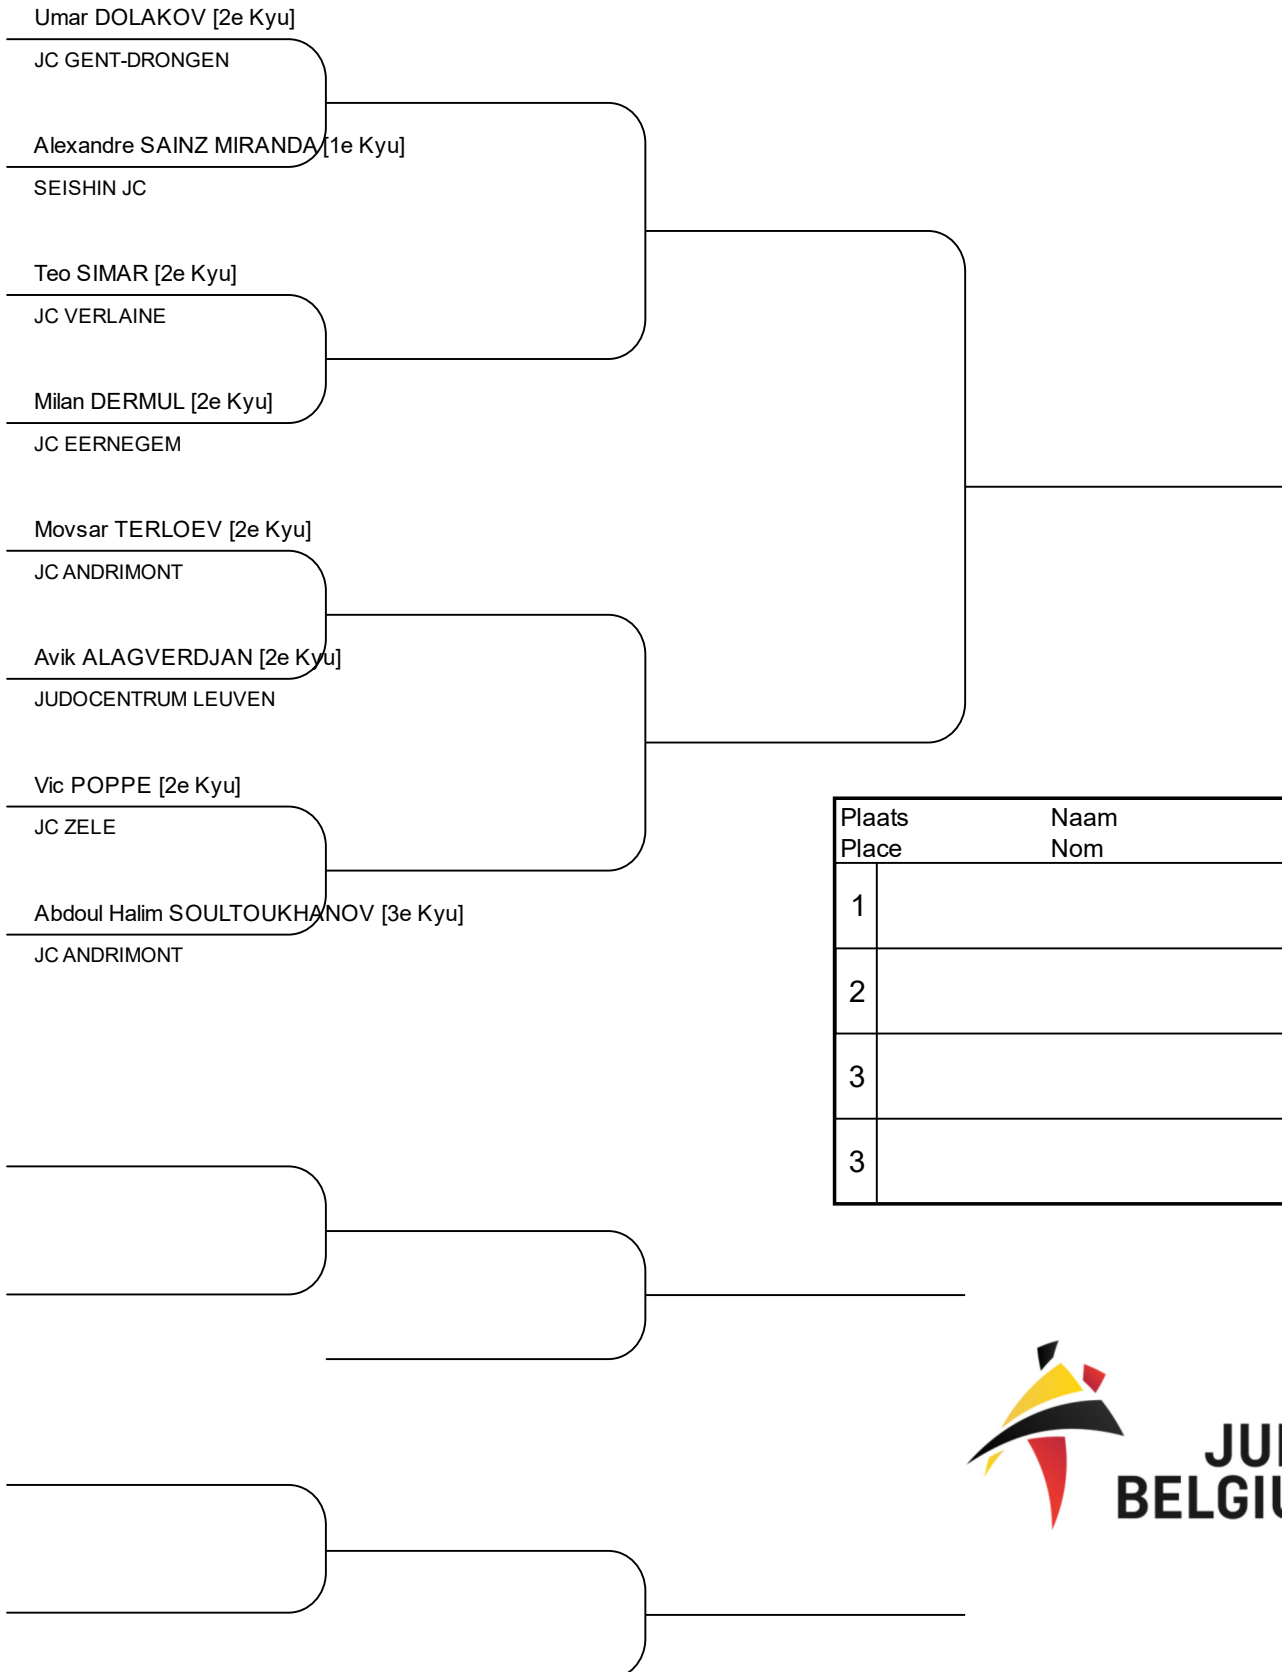 Umar DOLAKOV [2e Kyu]
JC GENT-DRONGEN
Alexandre SAINZ MIRANDA [1e Kyu]
SEISHIN JC
Teo SIMAR [2e Kyu]
JC VERLAINE
Milan DERMUL [2e Kyu]
JC EERNEGEM
Movsar TERLOEV [2e Kyu]
JC ANDRIMONT
Avik ALAGVERDJAN [2e Kyu]
JUDOCENTRUM LEUVEN
Vic POPPE [2e Kyu]
JC ZELE
Abdoul Halim SOULTOUKHANOV [3e Kyu]
JC ANDRIMONT
Plaats Naam
Place Nom
1
2
3
3